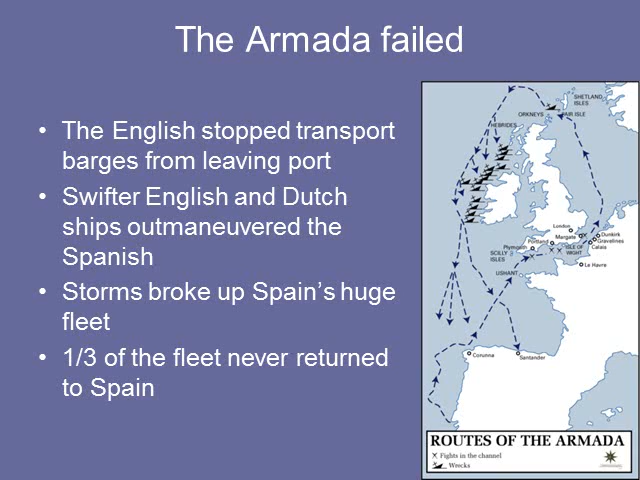 The Armada failed
• The English stopped transport
barges from leaving port
• Swifter English and Dutch
ships outmaneuvered the
Spanish
• Storms broke up Spain's huge
fleet
• 1/3 of the fleet never returned
to Spain
SHETLAND
ISLES
ORKNEYS
FAIR ISLE
HEBRIDES
London
Margate
Dunkirk
Gravelines
Calais
Plymouth
Portland
ISLE OF
WIGHT
SCILLY
ISLES
Le Havre
USHANT
Corunna
Santander
ROUTES OF THE ARMADA
Fights in the channel
Wrecks